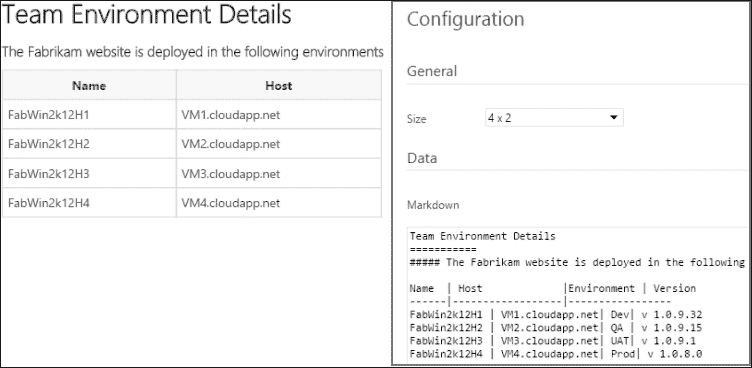 Team Environment Details
The Fabrikam website is deployed in the following environments
Name Host
FabWin2k12H1 VM1.cloudapp.net
FabWin2k12H2 VM2.cloudapp.net
FabWin2k12H3 VM3.cloudapp.net
FabWin2k12H4 VM4.cloudapp.net
Configuration
General
Size 4 x 2
Data
Markdown
Team Environment Details
===========
##### The Fabrikam website is deployed in the following
Name | Host |Environment | Version
------|------------------|-----------------
FabWin2k12H1 | VM1.cloudapp.net| Dev| v 1.0.9.32
FabWin2k12H2 | VM2.cloudapp.net| QA | v 1.0.9.15
FabWin2k12H3 | VM3.cloudapp.net| UAT| v 1.0.9.1
FabWin2k12H4 | VM4.cloudapp.net| Prod| v 1.0.8.0